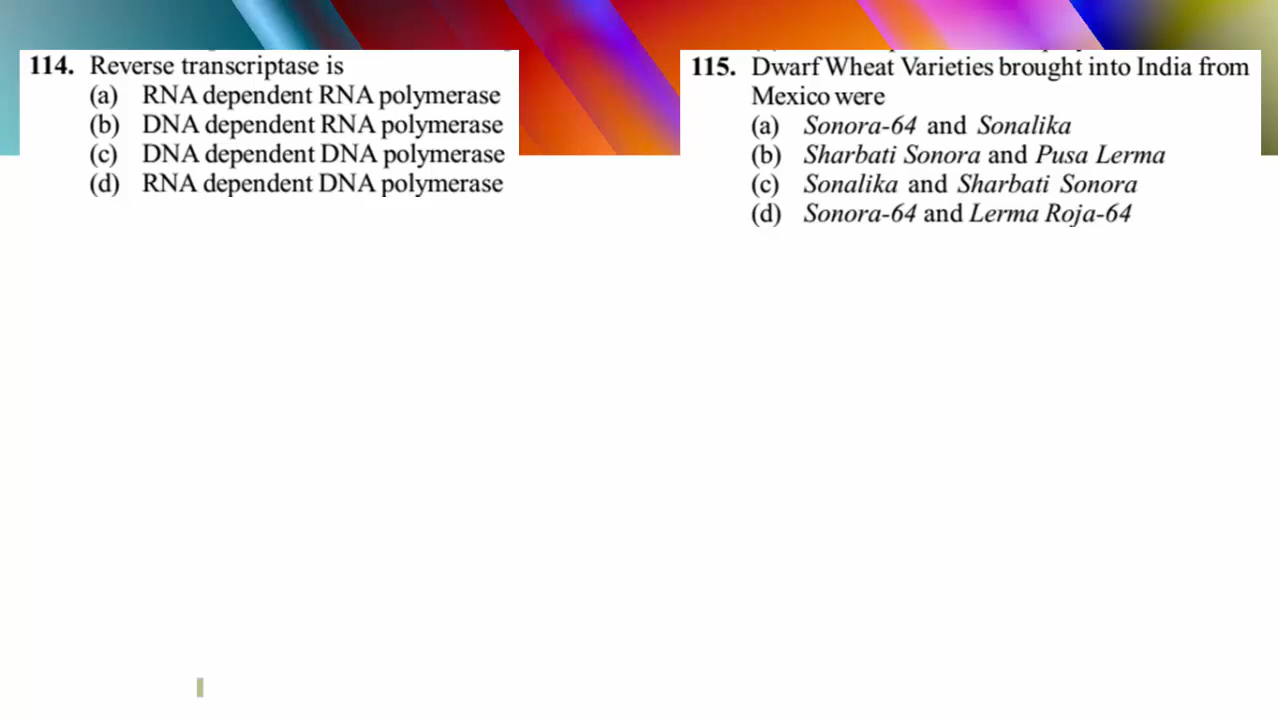 114. Reverse transcriptase is
(a) RNA dependent RNA polymerase
(b) DNA dependent RNA polymerase
(c) DNA dependent DNA polymerase
(d) RNA dependent DNA polymerase
115. Dwarf Wheat Varieties brought into India from
Mexico were
(a) Sonora-64 and Sonalika
(b) Sharbati Sonora and Pusa Lerma
(c) Sonalika and Sharbati Sonora
(d) Sonora-64 and Lerma Roja-64